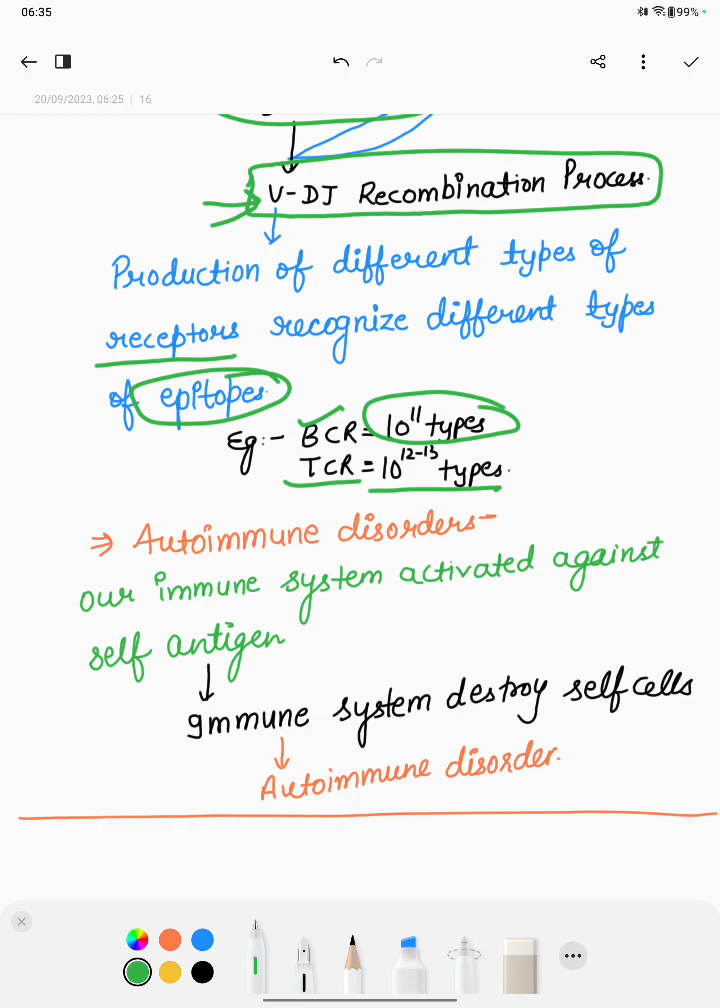 06:35
99%
20/09/2023, 06:25 | 16
V-DJ Recombination Process.
Production of different types of
receptors recognize different types
of epitopes.
Eg:- BCR = 10¹¹ types
TCR = 10¹²⁻¹³ types.
⇒ Autoimmune disorders-
our immune system activated against
self antigen
↓
Immune system destroy self cells
↓
Autoimmune disorder.